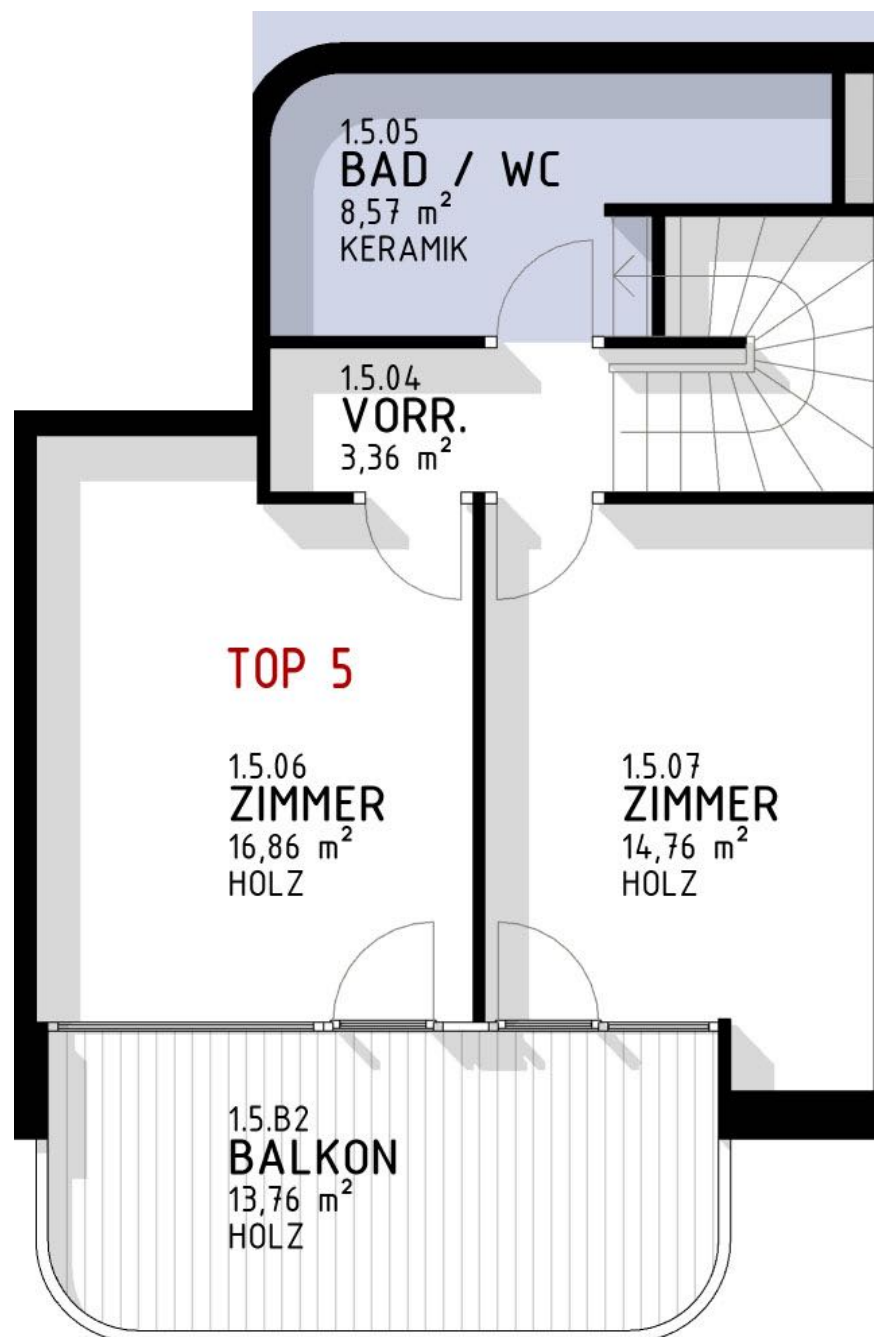 1.5.05
BAD / WC
8,57 m²
KERAMIK
1.5.04
VORR.
3,36 m²
TOP 5
1.5.06
ZIMMER
16,86 m²
HOLZ
1.5.07
ZIMMER
14,76 m²
HOLZ
1.5.B2
BALKON
13,76 m²
HOLZ